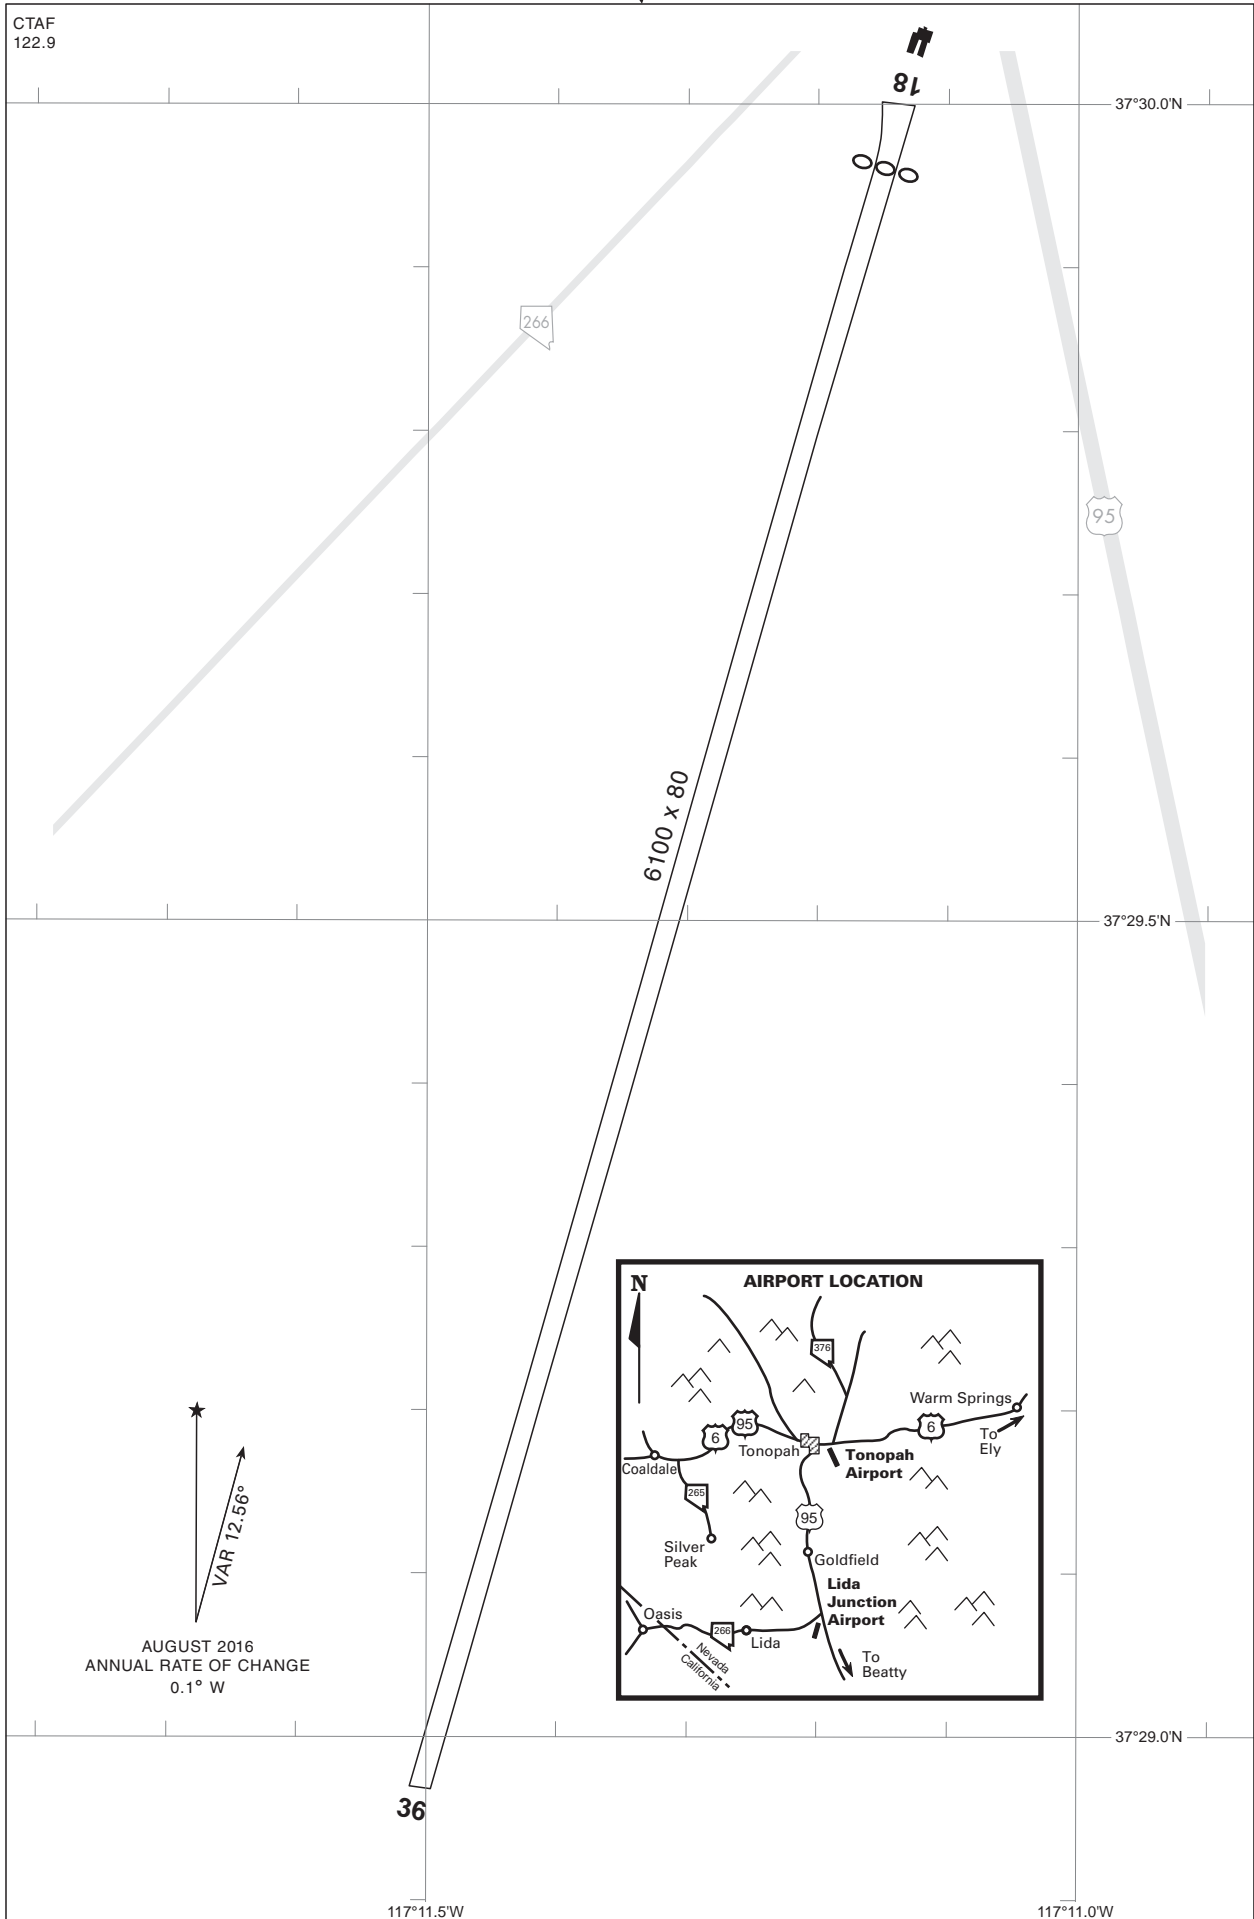 CTAF
122.9
18
37°30.0'N
266
95
6100 x 80
37°29.5'N
AIRPORT LOCATION
N
376
Warm Springs
95
6
6
To
Ely
Tonopah
Tonopah
Airport
Coaldale
265
95
Silver
Peak
Goldfield
Lida
Junction
Airport
Oasis
266
Lida
Nevada
California
To
Beatty
VAR 12.56°
AUGUST 2016
ANNUAL RATE OF CHANGE
0.1° W
37°29.0'N
36
117°11.5'W
117°11.0'W